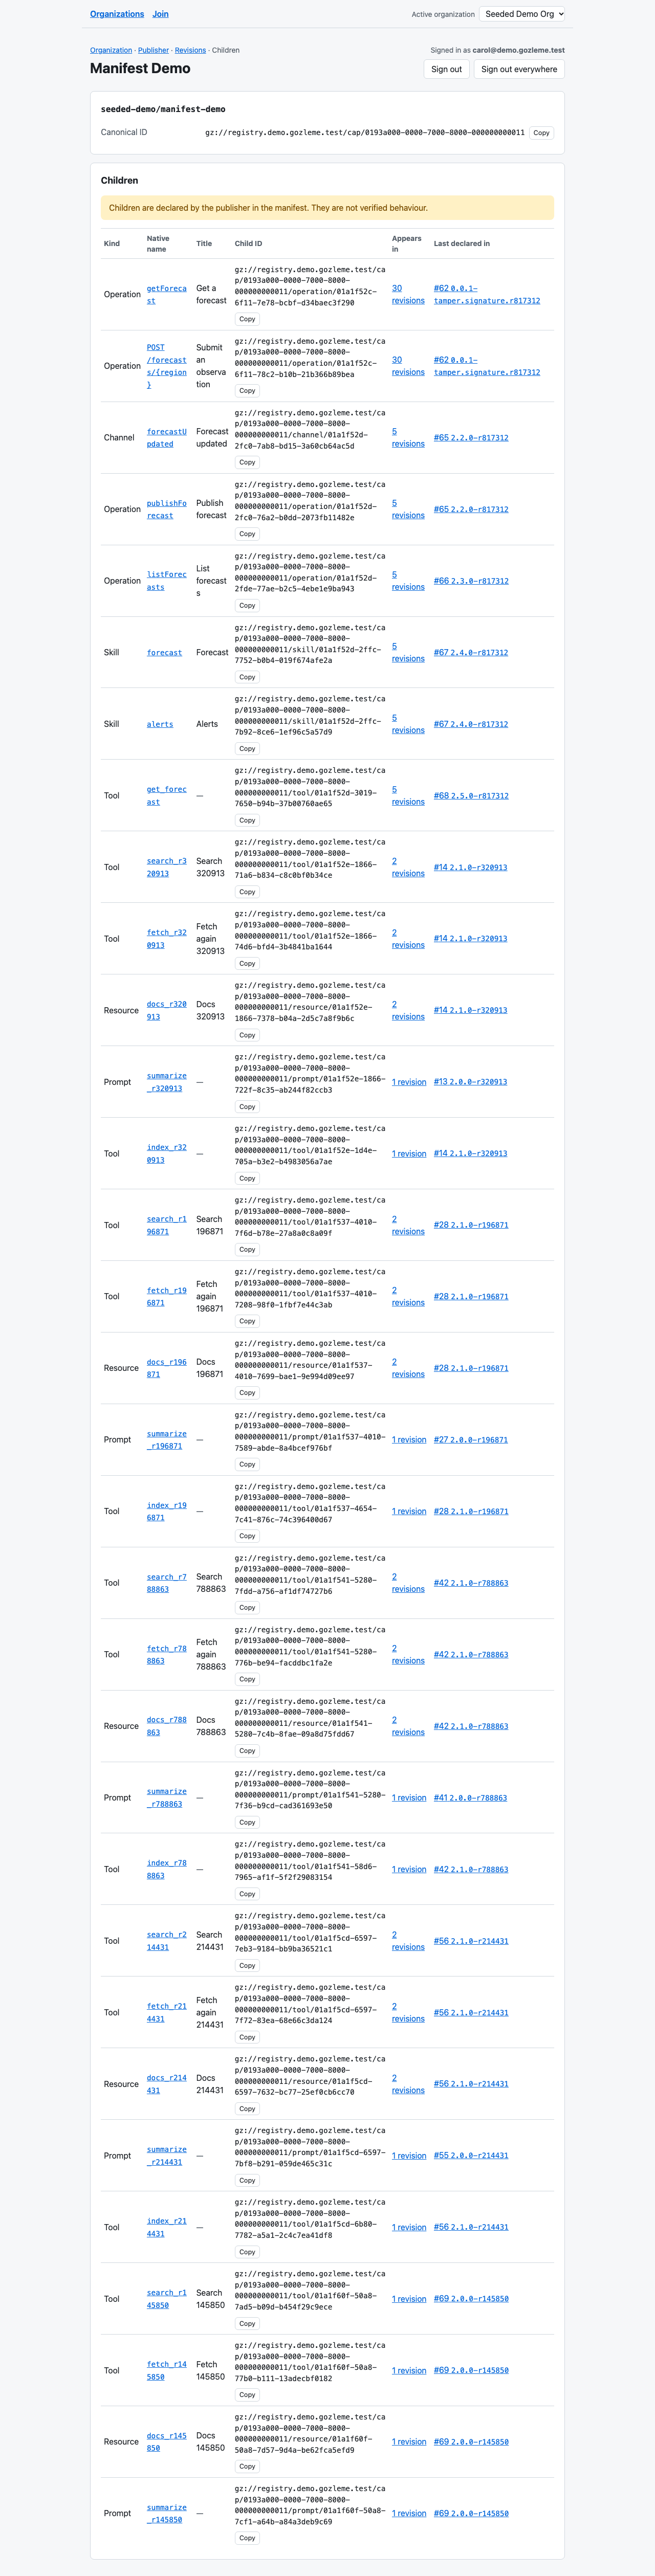 Organizations Join Active organization Seeded Demo Org
Organization · Publisher · Revisions · Children Signed in as carol@demo.gozleme.test
Manifest Demo Sign out Sign out everywhere
seeded-demo/manifest-demo
Canonical ID gz://registry.demo.gozleme.test/cap/0193a000-0000-7000-8000-000000000011 Copy
Children
Children are declared by the publisher in the manifest. They are not verified behaviour.
Kind Native name Title Child ID Appears in Last declared in
Operation getForecast Get a forecast gz://registry.demo.gozleme.test/cap/0193a000-0000-7000-8000-000000000011/operation/01a1f52c-6f11-7e78-bcbf-d34baec3f290 Copy 30 revisions #62 0.0.1-tamper.signature.r817312
Operation POST /forecasts/{region} Submit an observation gz://registry.demo.gozleme.test/cap/0193a000-0000-7000-8000-000000000011/operation/01a1f52c-6f11-78c2-b10b-21b366b89bea Copy 30 revisions #62 0.0.1-tamper.signature.r817312
Channel forecastUpdated Forecast updated gz://registry.demo.gozleme.test/cap/0193a000-0000-7000-8000-000000000011/channel/01a1f52d-2fc0-7ab8-bd15-3a60cb64ac5d Copy 5 revisions #65 2.2.0-r817312
Operation publishForecast Publish forecast gz://registry.demo.gozleme.test/cap/0193a000-0000-7000-8000-000000000011/operation/01a1f52d-2fc0-76a2-b0dd-2073fb11482e Copy 5 revisions #65 2.2.0-r817312
Operation listForecasts List forecasts gz://registry.demo.gozleme.test/cap/0193a000-0000-7000-8000-000000000011/operation/01a1f52d-2fde-77ae-b2c5-4ebe1e9ba943 Copy 5 revisions #66 2.3.0-r817312
Skill forecast Forecast gz://registry.demo.gozleme.test/cap/0193a000-0000-7000-8000-000000000011/skill/01a1f52d-2ffc-7752-b0b4-019f674afe2a Copy 5 revisions #67 2.4.0-r817312
Skill alerts Alerts gz://registry.demo.gozleme.test/cap/0193a000-0000-7000-8000-000000000011/skill/01a1f52d-2ffc-7b92-8ce6-1ef96c5a57d9 Copy 5 revisions #67 2.4.0-r817312
Tool get_forecast — gz://registry.demo.gozleme.test/cap/0193a000-0000-7000-8000-000000000011/tool/01a1f52d-3019-7650-b94b-37b00760ae65 Copy 5 revisions #68 2.5.0-r817312
Tool search_r320913 Search 320913 gz://registry.demo.gozleme.test/cap/0193a000-0000-7000-8000-000000000011/tool/01a1f52e-1866-71a6-b834-c8c0bf0b34ce Copy 2 revisions #14 2.1.0-r320913
Tool fetch_r320913 Fetch again 320913 gz://registry.demo.gozleme.test/cap/0193a000-0000-7000-8000-000000000011/tool/01a1f52e-1866-74d6-bfd4-3b4841ba1644 Copy 2 revisions #14 2.1.0-r320913
Resource docs_r320913 Docs 320913 gz://registry.demo.gozleme.test/cap/0193a000-0000-7000-8000-000000000011/resource/01a1f52e-1866-7378-b04a-2d5c7a8f9b6c Copy 2 revisions #14 2.1.0-r320913
Prompt summarize_r320913 — gz://registry.demo.gozleme.test/cap/0193a000-0000-7000-8000-000000000011/prompt/01a1f52e-1866-722f-8c35-ab244f82ccb3 Copy 1 revision #13 2.0.0-r320913
Tool index_r320913 — gz://registry.demo.gozleme.test/cap/0193a000-0000-7000-8000-000000000011/tool/01a1f52e-1d4e-705a-b3e2-b4983056a7ae Copy 1 revision #14 2.1.0-r320913
Tool search_r196871 Search 196871 gz://registry.demo.gozleme.test/cap/0193a000-0000-7000-8000-000000000011/tool/01a1f537-4010-7f6d-b78e-27a8a0c8a09f Copy 2 revisions #28 2.1.0-r196871
Tool fetch_r196871 Fetch again 196871 gz://registry.demo.gozleme.test/cap/0193a000-0000-7000-8000-000000000011/tool/01a1f537-4010-7208-98f0-1fbf7e44c3ab Copy 2 revisions #28 2.1.0-r196871
Resource docs_r196871 Docs 196871 gz://registry.demo.gozleme.test/cap/0193a000-0000-7000-8000-000000000011/resource/01a1f537-4010-7699-bae1-9e994d09ee97 Copy 2 revisions #28 2.1.0-r196871
Prompt summarize_r196871 — gz://registry.demo.gozleme.test/cap/0193a000-0000-7000-8000-000000000011/prompt/01a1f537-4010-7589-abde-8a4bcef976bf Copy 1 revision #27 2.0.0-r196871
Tool index_r196871 — gz://registry.demo.gozleme.test/cap/0193a000-0000-7000-8000-000000000011/tool/01a1f537-4654-7c41-876c-74c396400d67 Copy 1 revision #28 2.1.0-r196871
Tool search_r788863 Search 788863 gz://registry.demo.gozleme.test/cap/0193a000-0000-7000-8000-000000000011/tool/01a1f541-5280-7fdd-a756-af1df74727b6 Copy 2 revisions #42 2.1.0-r788863
Tool fetch_r788863 Fetch again 788863 gz://registry.demo.gozleme.test/cap/0193a000-0000-7000-8000-000000000011/tool/01a1f541-5280-776b-be94-facddbc1fa2e Copy 2 revisions #42 2.1.0-r788863
Resource docs_r788863 Docs 788863 gz://registry.demo.gozleme.test/cap/0193a000-0000-7000-8000-000000000011/resource/01a1f541-5280-7c4b-8fae-09a8d75fdd67 Copy 2 revisions #42 2.1.0-r788863
Prompt summarize_r788863 — gz://registry.demo.gozleme.test/cap/0193a000-0000-7000-8000-000000000011/prompt/01a1f541-5280-7f36-b9cd-cad361693e50 Copy 1 revision #41 2.0.0-r788863
Tool index_r788863 — gz://registry.demo.gozleme.test/cap/0193a000-0000-7000-8000-000000000011/tool/01a1f541-58d6-7965-af1f-5f2f29083154 Copy 1 revision #42 2.1.0-r788863
Tool search_r214431 Search 214431 gz://registry.demo.gozleme.test/cap/0193a000-0000-7000-8000-000000000011/tool/01a1f5cd-6597-7eb3-9184-bb9ba36521c1 Copy 2 revisions #56 2.1.0-r214431
Tool fetch_r214431 Fetch again 214431 gz://registry.demo.gozleme.test/cap/0193a000-0000-7000-8000-000000000011/tool/01a1f5cd-6597-7f72-83ea-68e66c3da124 Copy 2 revisions #56 2.1.0-r214431
Resource docs_r214431 Docs 214431 gz://registry.demo.gozleme.test/cap/0193a000-0000-7000-8000-000000000011/resource/01a1f5cd-6597-7632-bc77-25ef0cb6cc70 Copy 2 revisions #56 2.1.0-r214431
Prompt summarize_r214431 — gz://registry.demo.gozleme.test/cap/0193a000-0000-7000-8000-000000000011/prompt/01a1f5cd-6597-7bf8-b291-059de465c31c Copy 1 revision #55 2.0.0-r214431
Tool index_r214431 — gz://registry.demo.gozleme.test/cap/0193a000-0000-7000-8000-000000000011/tool/01a1f5cd-6b80-7782-a5a1-2c4c7ea41df8 Copy 1 revision #56 2.1.0-r214431
Tool search_r145850 Search 145850 gz://registry.demo.gozleme.test/cap/0193a000-0000-7000-8000-000000000011/tool/01a1f60f-50a8-7ad5-b09d-b454f29c9ece Copy 1 revision #69 2.0.0-r145850
Tool fetch_r145850 Fetch 145850 gz://registry.demo.gozleme.test/cap/0193a000-0000-7000-8000-000000000011/tool/01a1f60f-50a8-77b0-b111-13adecbf0182 Copy 1 revision #69 2.0.0-r145850
Resource docs_r145850 Docs 145850 gz://registry.demo.gozleme.test/cap/0193a000-0000-7000-8000-000000000011/resource/01a1f60f-50a8-7d57-9d4a-be62fca5efd9 Copy 1 revision #69 2.0.0-r145850
Prompt summarize_r145850 — gz://registry.demo.gozleme.test/cap/0193a000-0000-7000-8000-000000000011/prompt/01a1f60f-50a8-7cf1-a64b-a84a3deb9c69 Copy 1 revision #69 2.0.0-r145850